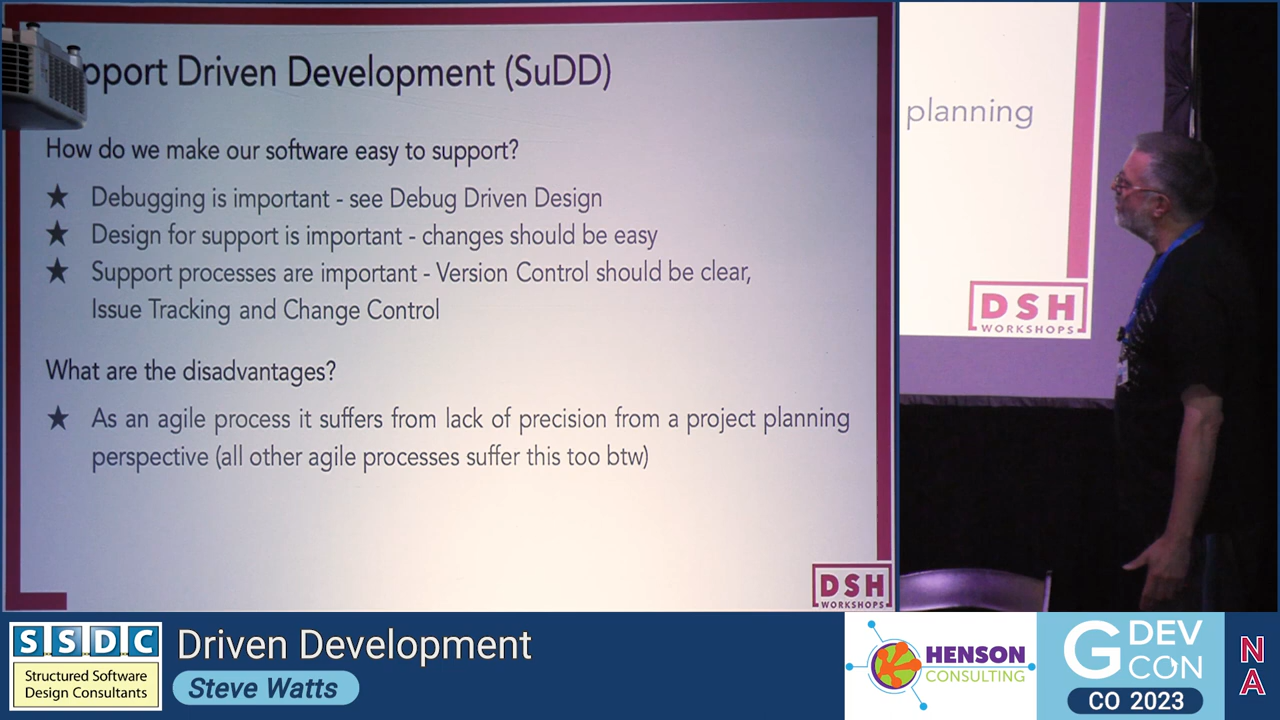 pport Driven Development (SuDD)
How do we make our software easy to support?
★ Debugging is important - see Debug Driven Design
★ Design for support is important - changes should be easy
★ Support processes are important - Version Control should be clear,
Issue Tracking and Change Control
What are the disadvantages?
★ As an agile process it suffers from lack of precision from a project planning
perspective (all other agile processes suffer this too btw)
DSH
WORKSHOPS
planning
DSH
WORKSHOPS
SSDC
Structured Software
Design Consultants
Driven Development
Steve Watts
HENSON
CONSULTING
G DEV
CON
CO 2023
NA